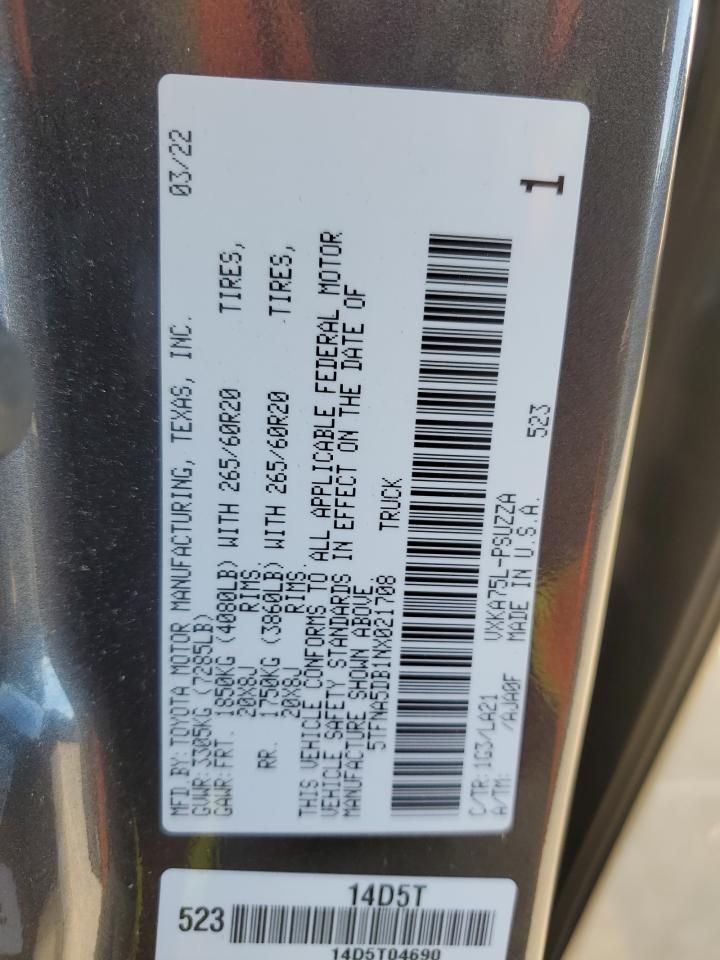 MFD.BY:TOYOTA MOTOR MANUFACTURING, TEXAS, INC. 03/22
GVWR:3305KG (7285LB)
GAWR:FRT. 1850KG (4080LB) WITH 265/60R20 TIRES,
20X8J RIMS.
RR. 1750KG (3860LB) WITH 265/60R20 TIRES,
20X8J RIMS.
THIS VEHICLE CONFORMS TO ALL APPLICABLE FEDERAL MOTOR
VEHICLE SAFETY STANDARDS IN EFFECT ON THE DATE OF
MANUFACTURE SHOWN ABOVE.
5TFNA5DB1NX021708 TRUCK
C/TR:1G3/LA21 VXKA75L-PSUZZA
A/TM: /AJA0F MADE IN U.S.A. 523
1
14D5T
523
14D5T04690